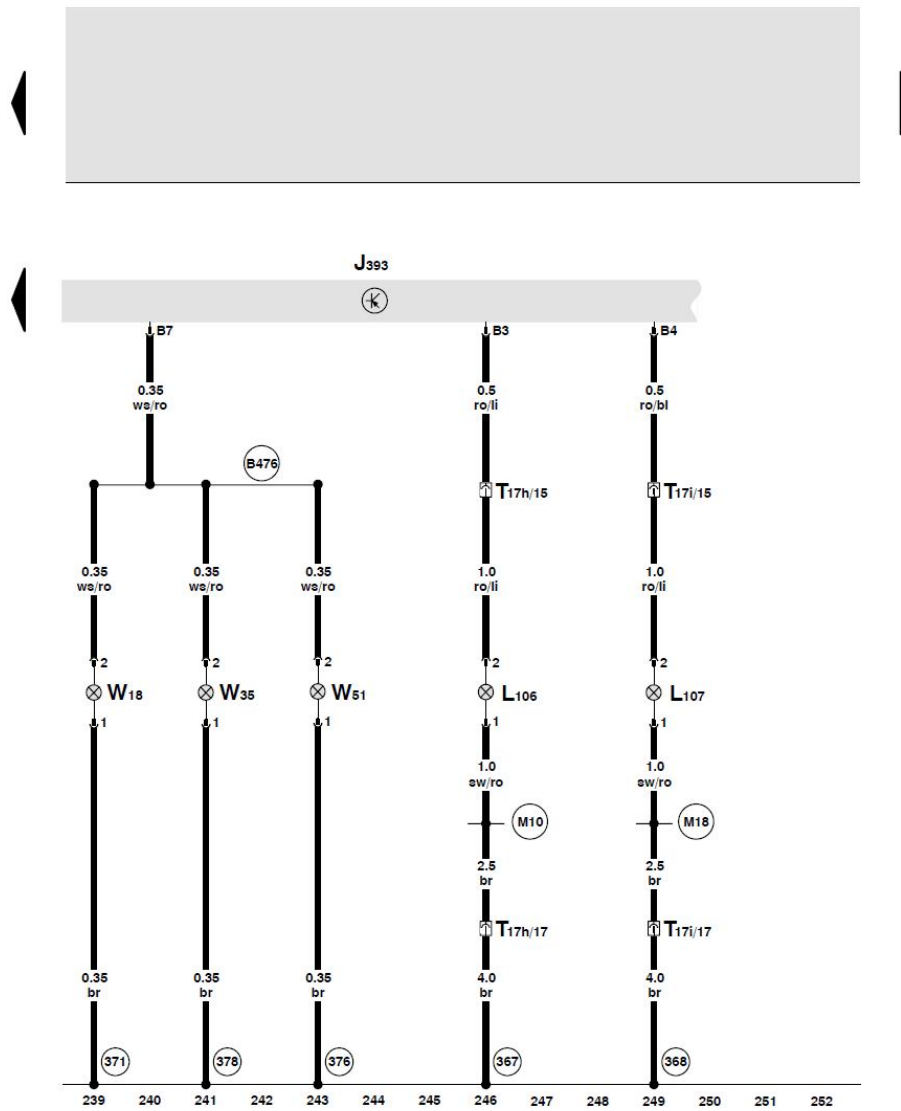 J393
B7 B3 B4
0.35 0.5 0.5
ws/ro ro/li ro/bl
B476
T17h/15 T17i/15
0.35 0.35 0.35 1.0 1.0
ws/ro ws/ro ws/ro ro/li ro/li
2 2 2 2 2
W18 W35 W51 L106 L107
1 1 1 1 1
1.0 1.0
sw/ro sw/ro
M10 M18
2.5 2.5
br br
T17h/17 T17i/17
0.35 0.35 0.35 4.0 4.0
br br br br br
371 378 376 367 368
239 240 241 242 243 244 245 246 247 248 249 250 251 252